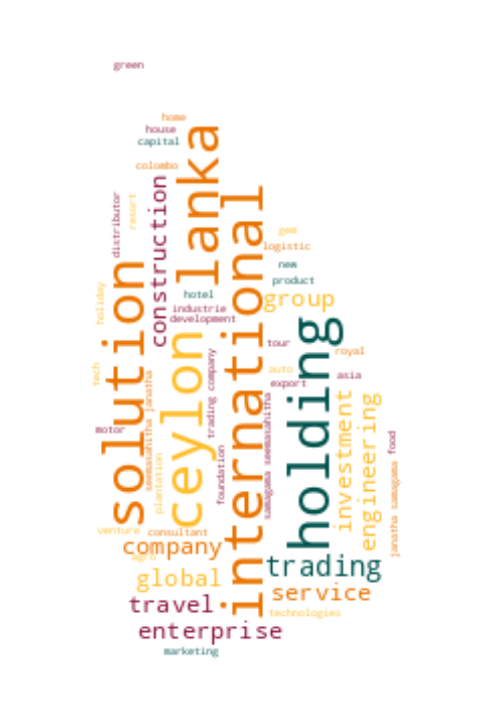 green
home
house
capital
colombo
lanka
construction
distributor
resort
international
gem
logistic
new
product
solution
holiday
hotel
industrie
development
group
ceylon
holding
tour
royal
auto
asia
export
tech
motor
seemasahitha janatha
trading company
plantation
foundation
samagama seemasahitha
investment
engineering
food
janatha samagama
venture
consultant
company
agro
trading
global
service
travel
technologies
enterprise
marketing